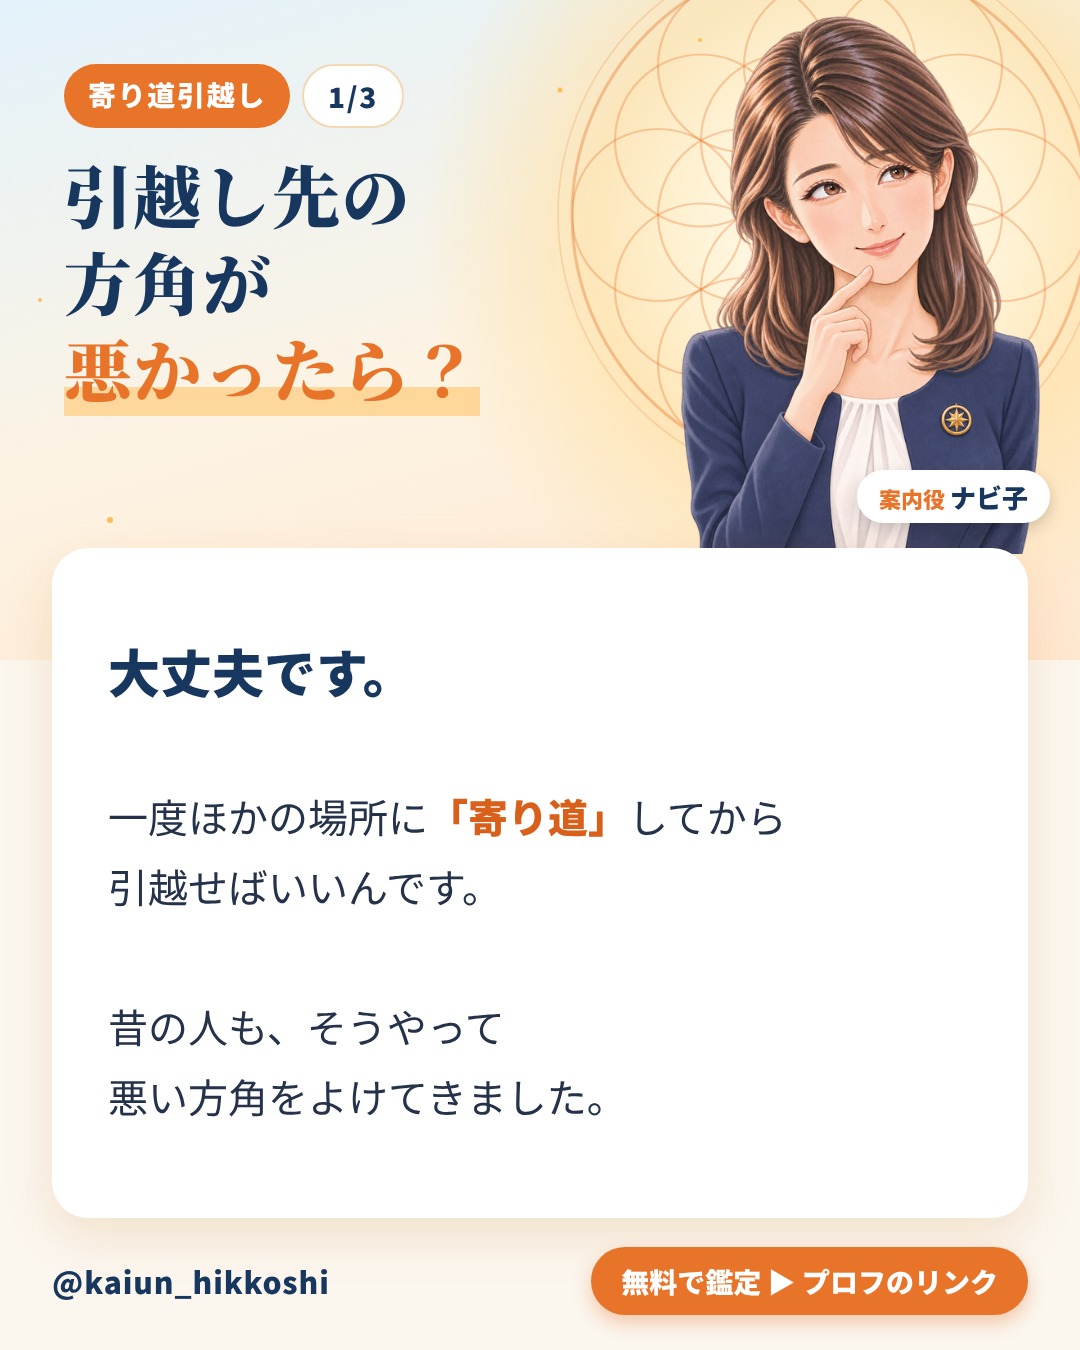 寄り道引越し
1/3
引越し先の
方角が
悪かったら？
案内役 ナビ子
大丈夫です。
一度ほかの場所に「寄り道」してから
引越せばいいんです。
昔の人も、そうやって
悪い方角をよけてきました。
@kaiun_hikkoshi
無料で鑑定 ▶ プロフのリンク